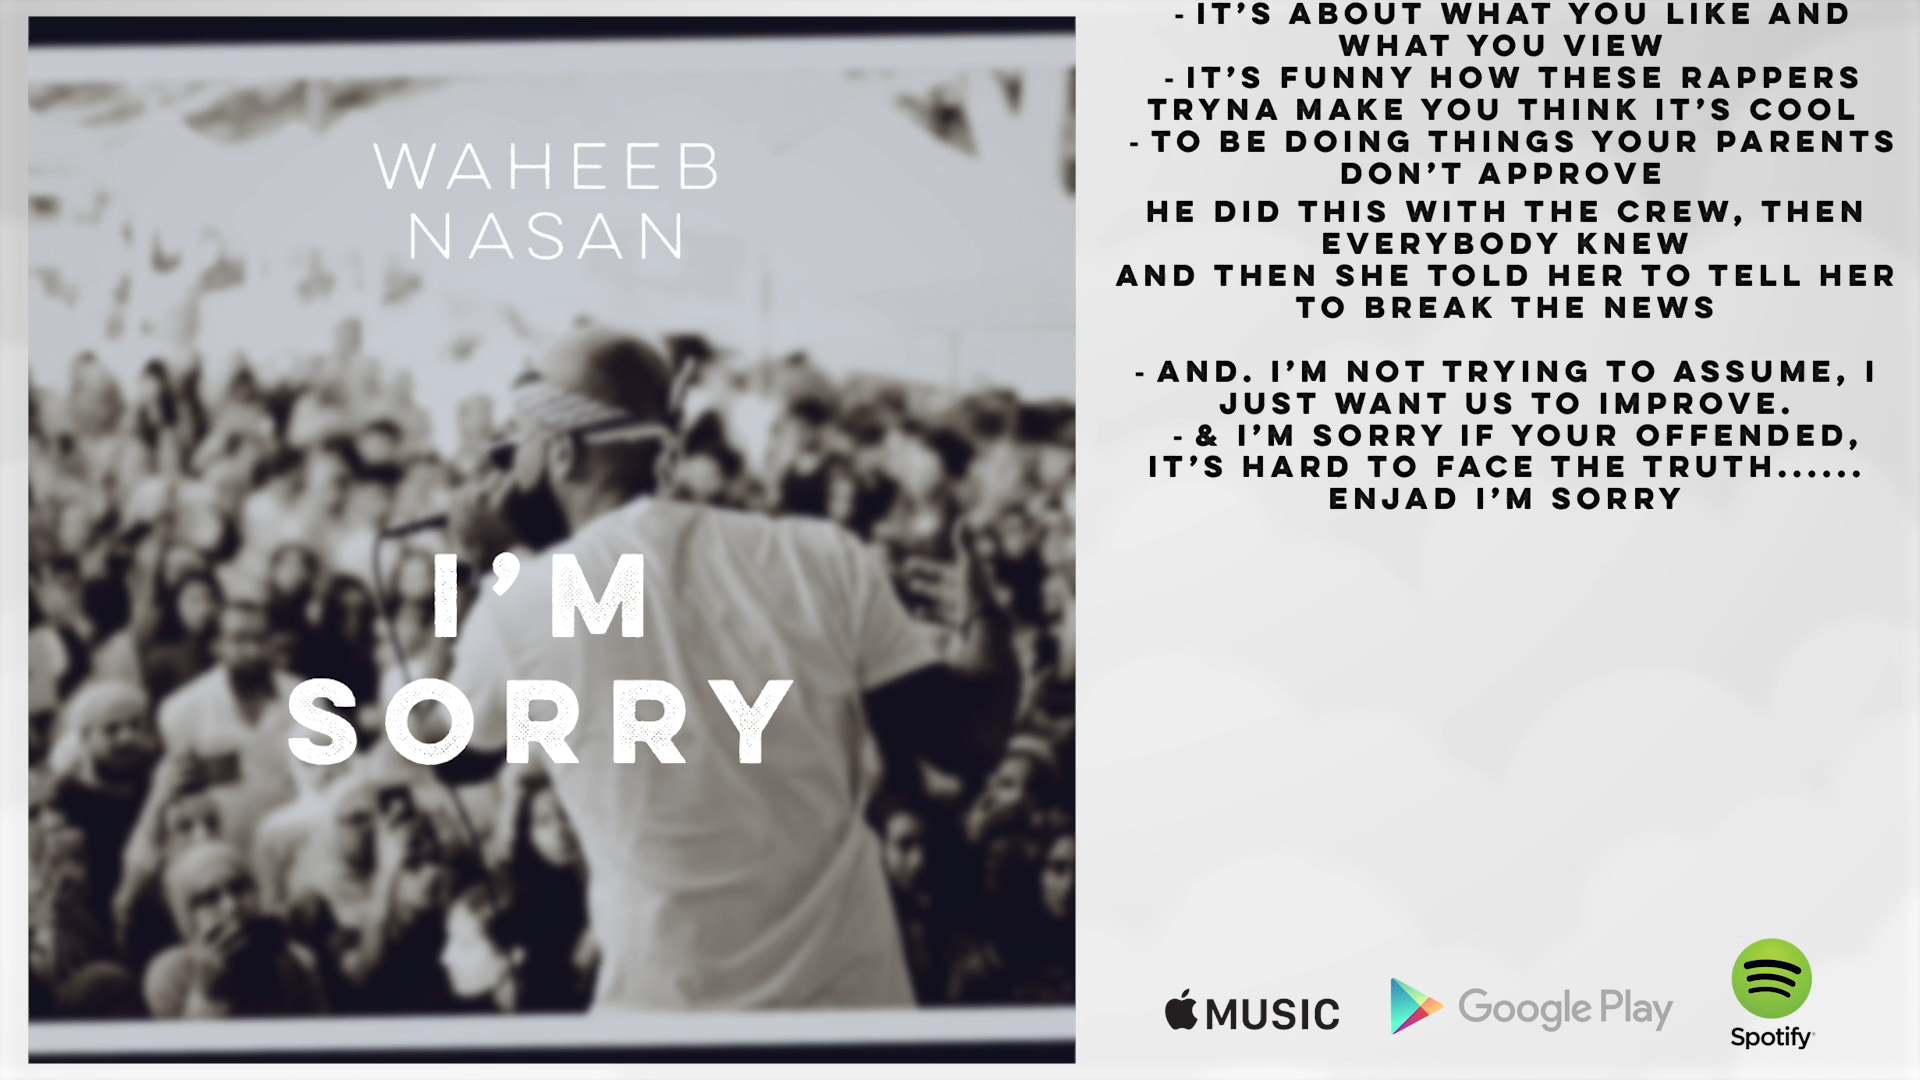 WAHEEB
NASAN
I'M
SORRY
- IT'S ABOUT WHAT YOU LIKE AND
WHAT YOU VIEW
- IT'S FUNNY HOW THESE RAPPERS
TRYNA MAKE YOU THINK IT'S COOL
- TO BE DOING THINGS YOUR PARENTS
DON'T APPROVE
HE DID THIS WITH THE CREW, THEN
EVERYBODY KNEW
AND THEN SHE TOLD HER TO TELL HER
TO BREAK THE NEWS
- AND. I'M NOT TRYING TO ASSUME, I
JUST WANT US TO IMPROVE.
- & I'M SORRY IF YOUR OFFENDED,
IT'S HARD TO FACE THE TRUTH......
ENJAD I'M SORRY
MUSIC
Google Play
Spotify